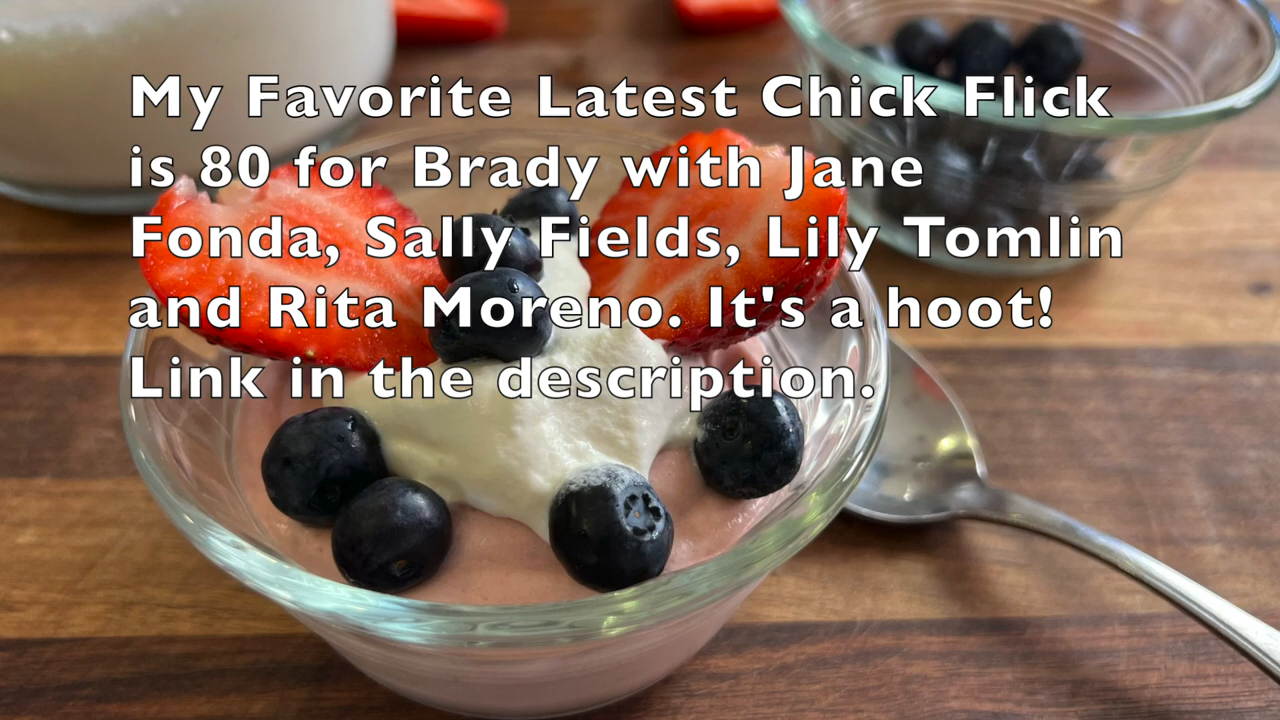 My Favorite Latest Chick Flick
is 80 for Brady with Jane
Fonda, Sally Fields, Lily Tomlin
and Rita Moreno. It's a hoot!
Link in the description.